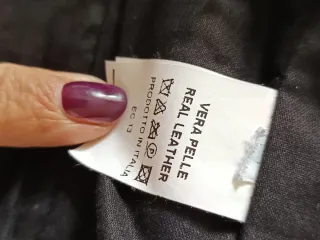 VERA PELLE
REAL LEATHER
P
PRODOTTO IN ITALIA
EC 13